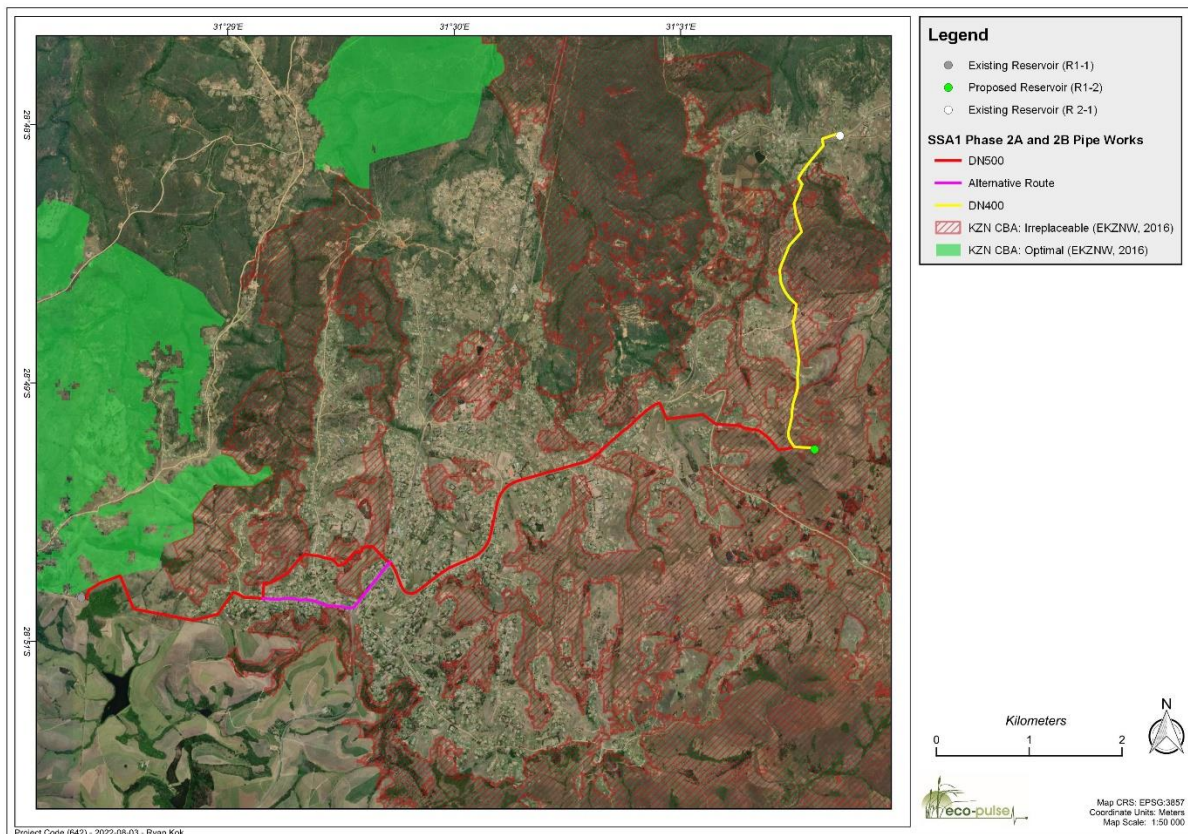 31°29'E
31°30'E
31°31'E
28°48'S
28°49'S
28°51'S
Legend
Existing Reservoir (R1-1)
Proposed Reservoir (R1-2)
Existing Reservoir (R 2-1)
SSA1 Phase 2A and 2B Pipe Works
DN500
Alternative Route
DN400
KZN CBA: Irreplaceable (EKZNW, 2016)
KZN CBA: Optimal (EKZNW, 2016)
N
Kilometers
0 1 2
eco-pulse
Map CRS: EPSG:3857
Coordinate Units: Meters
Map Scale: 1:50 000
Project Code (642) - 2022-08-03 - Ryan Kok